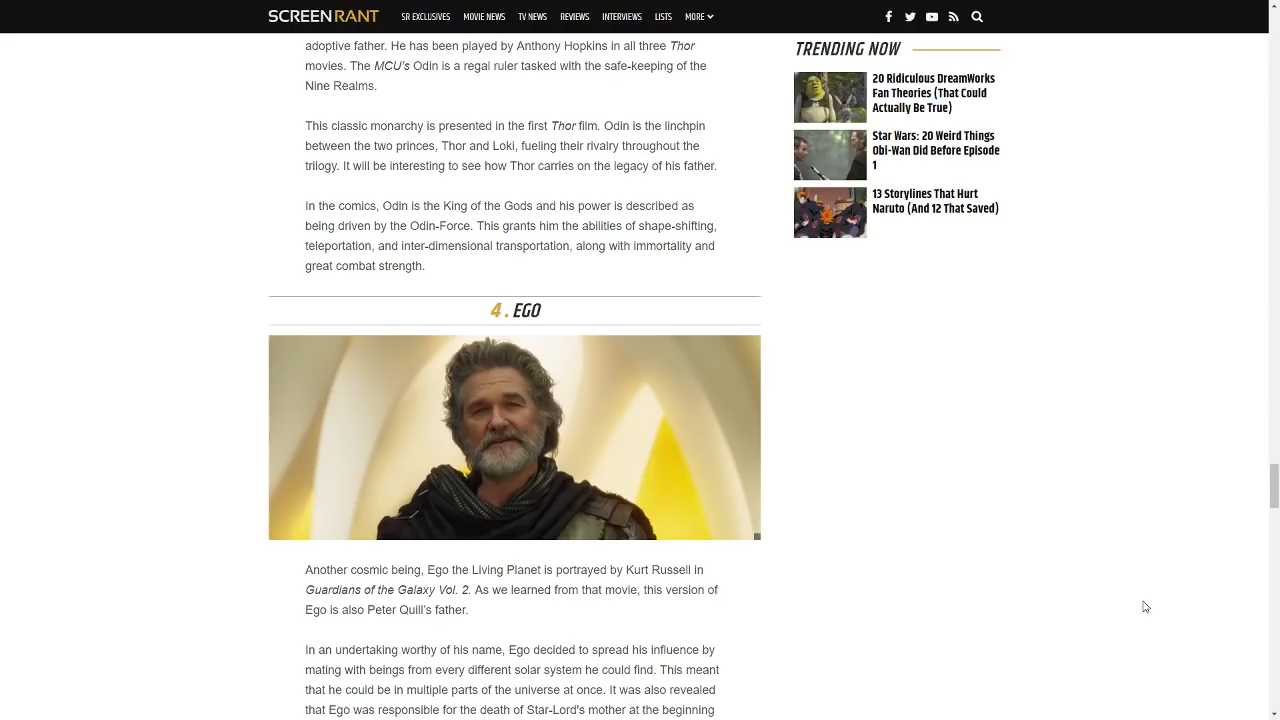 SCREENRANT
SR EXCLUSIVES MOVIE NEWS TV NEWS REVIEWS INTERVIEWS LISTS MORE
adoptive father. He has been played by Anthony Hopkins in all three Thor
movies. The MCU's Odin is a regal ruler tasked with the safe-keeping of the
Nine Realms.
This classic monarchy is presented in the first Thor film. Odin is the linchpin
between the two princes, Thor and Loki, fueling their rivalry throughout the
trilogy. It will be interesting to see how Thor carries on the legacy of his father.
In the comics, Odin is the King of the Gods and his power is described as
being driven by the Odin-Force. This grants him the abilities of shape-shifting,
teleportation, and inter-dimensional transportation, along with immortality and
great combat strength.
4 . EGO
Another cosmic being, Ego the Living Planet is portrayed by Kurt Russell in
Guardians of the Galaxy Vol. 2. As we learned from that movie, this version of
Ego is also Peter Quill's father.
In an undertaking worthy of his name, Ego decided to spread his influence by
mating with beings from every different solar system he could find. This meant
that he could be in multiple parts of the universe at once. It was also revealed
that Ego was responsible for the death of Star-Lord's mother at the beginning
TRENDING NOW
20 Ridiculous DreamWorks
Fan Theories (That Could
Actually Be True)
Star Wars: 20 Weird Things
Obi-Wan Did Before Episode
1
13 Storylines That Hurt
Naruto (And 12 That Saved)